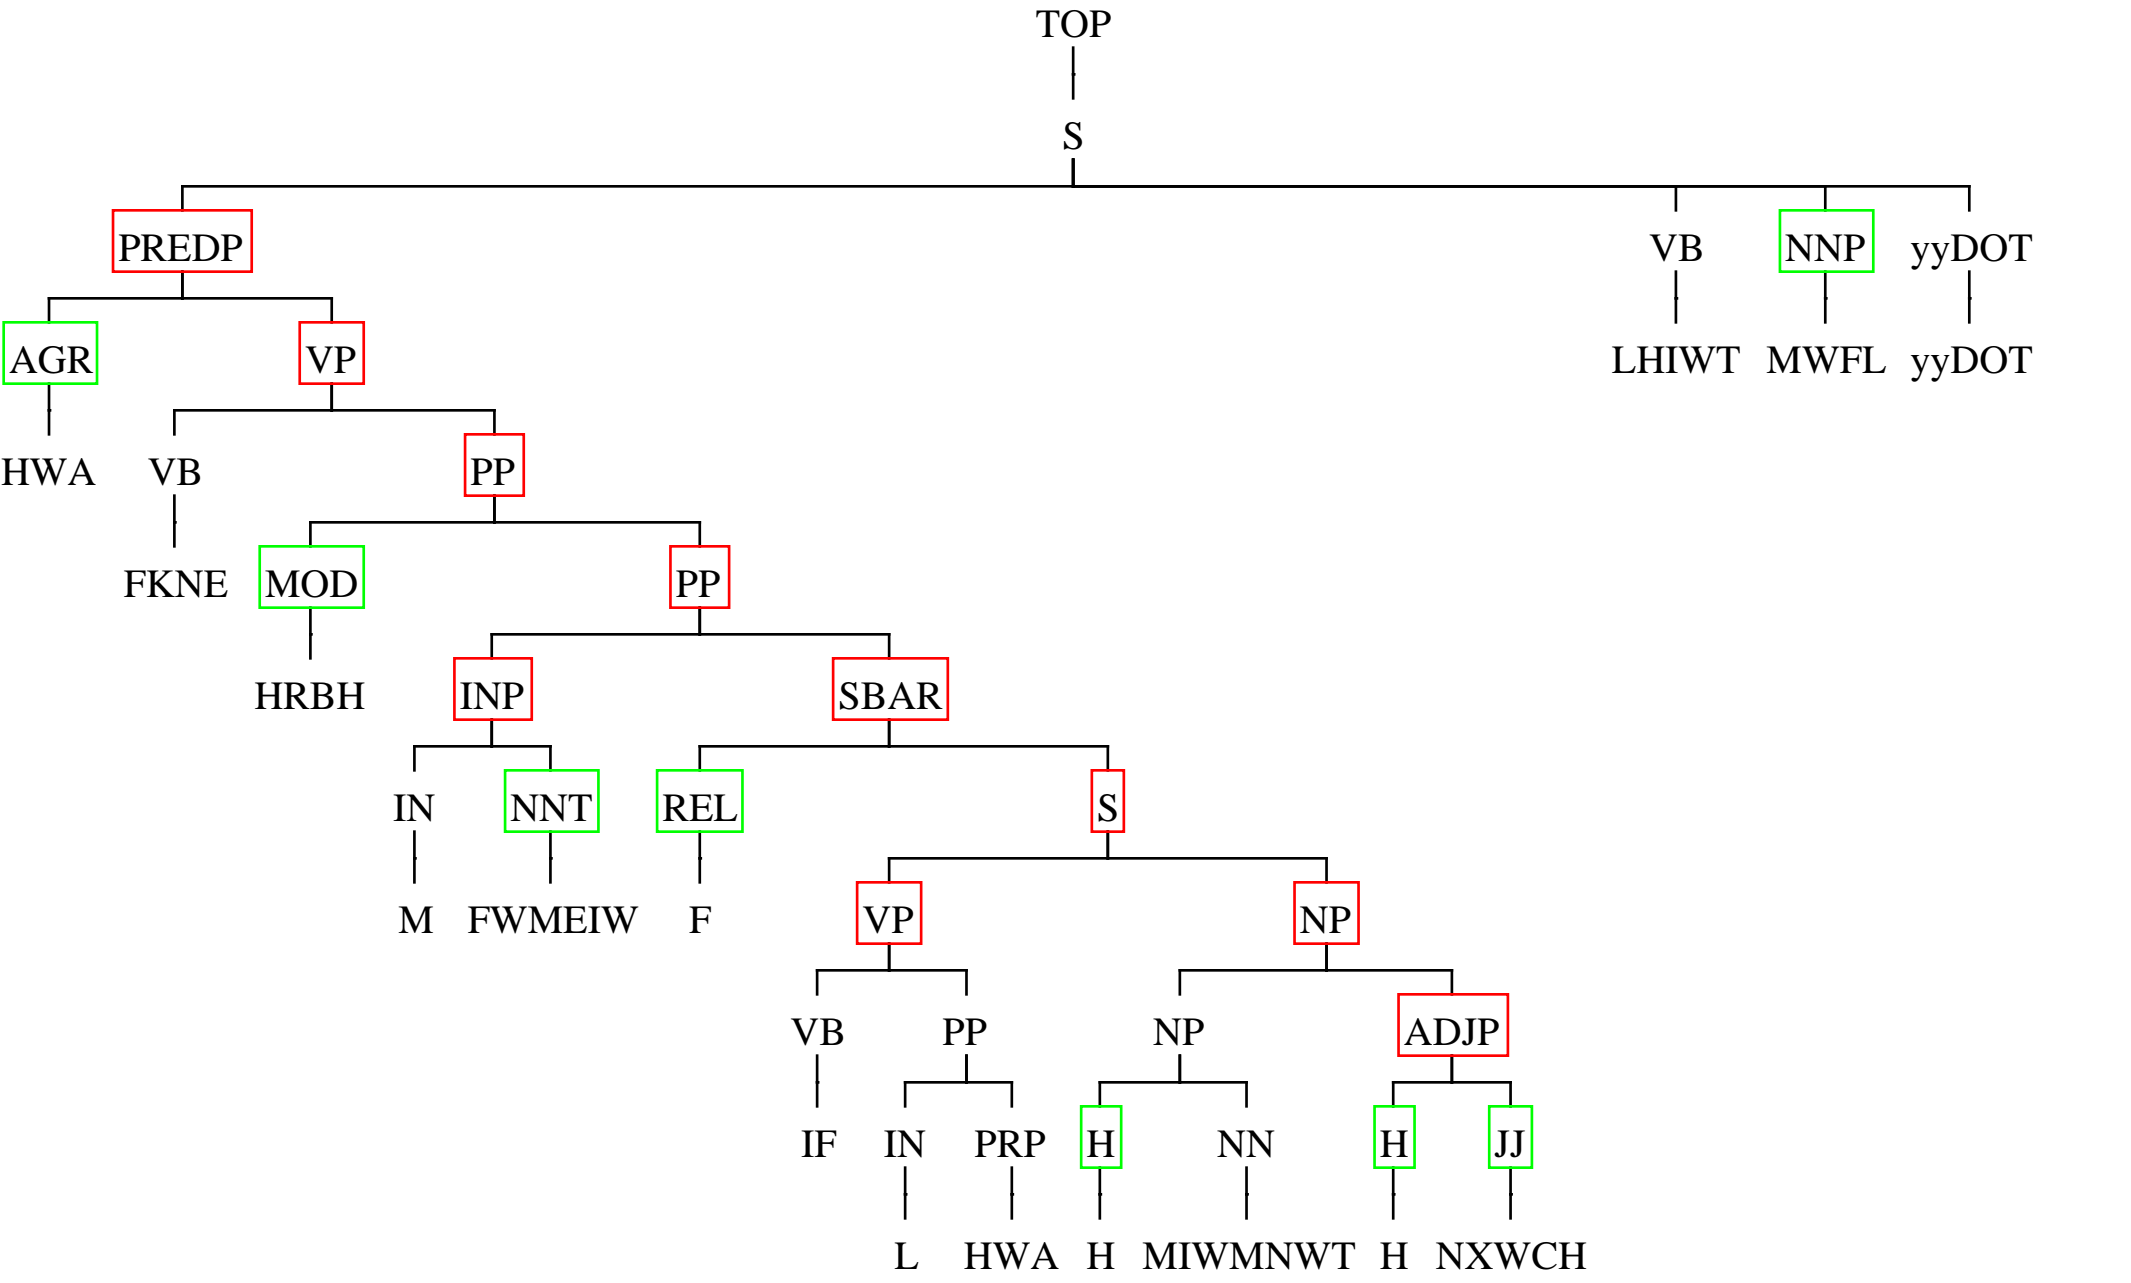 TOP
S
PREDP VB NNP yyDOT
AGR VP LHIWT MWFL yyDOT
HWA VB PP
FKNE MOD PP
HRBH INP SBAR
IN NNT REL S
M FWMEIW F VP NP
VB PP NP ADJP
IF IN PRP H NN H JJ
L HWA H MIWMNWT H NXWCH